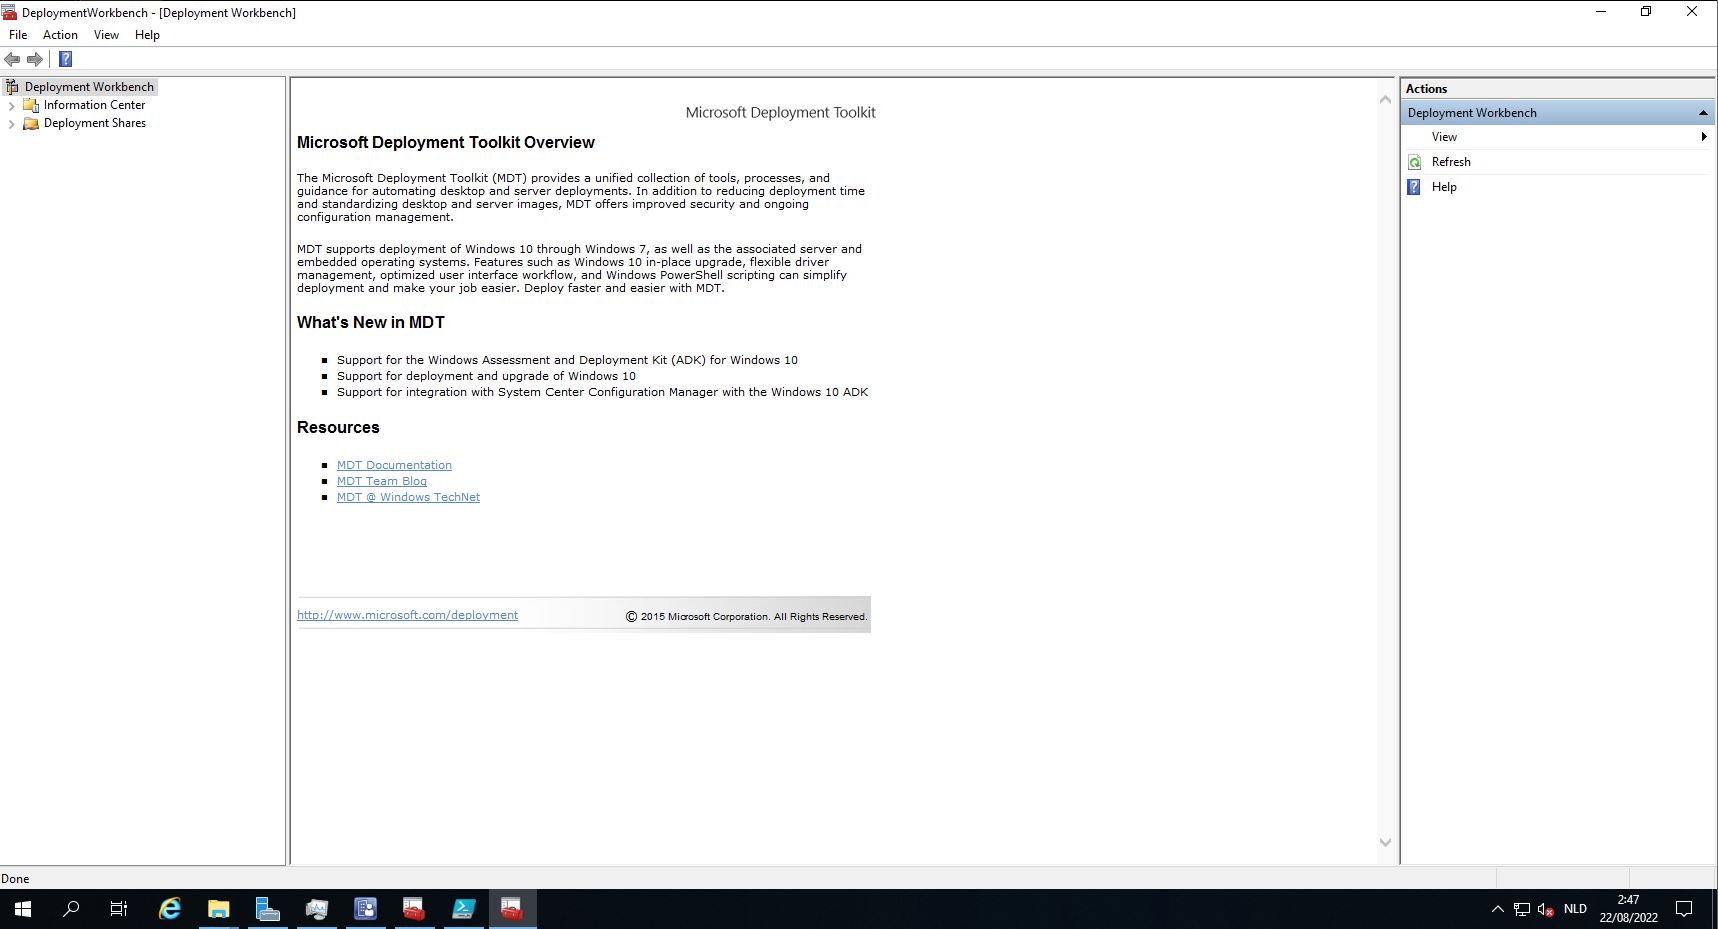 DeploymentWorkbench - [Deployment Workbench]
File Action View Help
Deployment Workbench
Information Center
Deployment Shares
Microsoft Deployment Toolkit
Microsoft Deployment Toolkit Overview
The Microsoft Deployment Toolkit (MDT) provides a unified collection of tools, processes, and
guidance for automating desktop and server deployments. In addition to reducing deployment time
and standardizing desktop and server images, MDT offers improved security and ongoing
configuration management.
MDT supports deployment of Windows 10 through Windows 7, as well as the associated server and
embedded operating systems. Features such as Windows 10 in-place upgrade, flexible driver
management, optimized user interface workflow, and Windows PowerShell scripting can simplify
deployment and make your job easier. Deploy faster and easier with MDT.
What's New in MDT
Support for the Windows Assessment and Deployment Kit (ADK) for Windows 10
Support for deployment and upgrade of Windows 10
Support for integration with System Center Configuration Manager with the Windows 10 ADK
Resources
MDT Documentation
MDT Team Blog
MDT @ Windows TechNet
http://www.microsoft.com/deployment
© 2015 Microsoft Corporation. All Rights Reserved.
Actions
Deployment Workbench
View
Refresh
Help
Done
NLD
2:47
22/08/2022